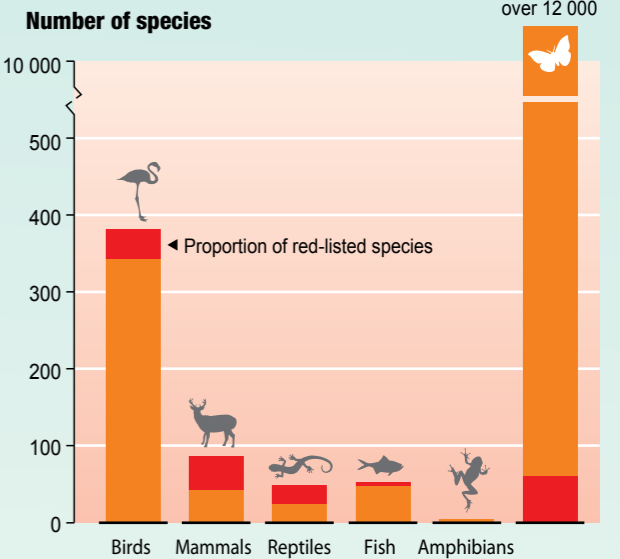 Number of species
over 12 000
10 000
500
400
300
200
100
0
Proportion of red-listed species
Birds Mammals Reptiles Fish Amphibians